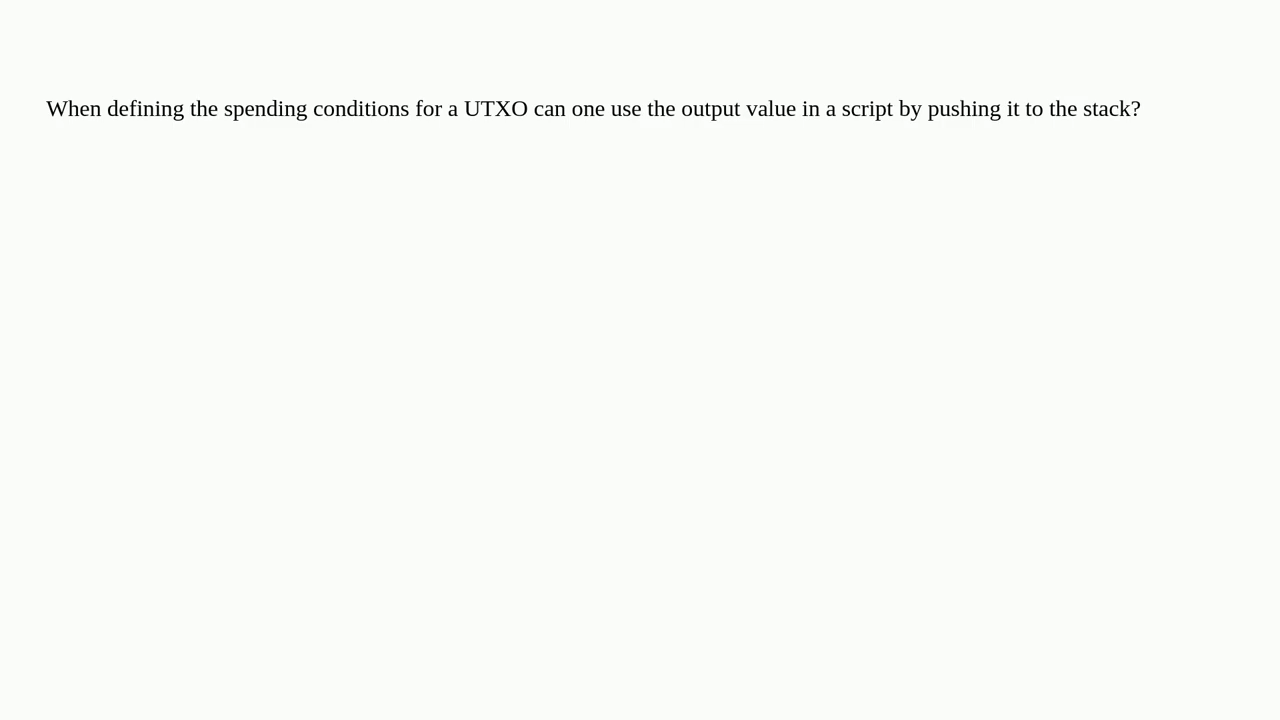 When defining the spending conditions for a UTXO can one use the output value in a script by pushing it to the stack?